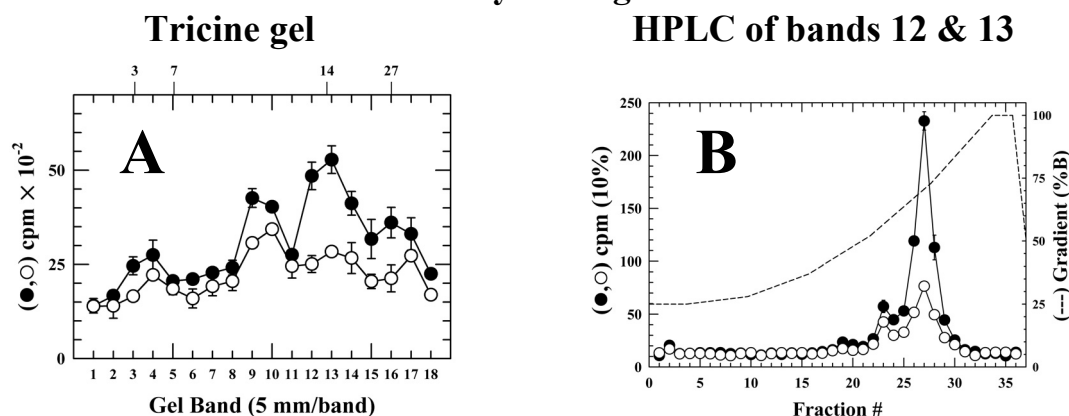 Tricine gel
HPLC of bands 12 & 13
3 7 14 27
A
(●,○) cpm × 10⁻²
50
25
0
1 2 3 4 5 6 7 8 9 10 11 12 13 14 15 16 17 18
Gel Band (5 mm/band)
B
(●,○) cpm (10%)
250
200
150
100
50
0
0 5 10 15 20 25 30 35
Fraction #
100
75
50
25
0
(---) Gradient (%B)